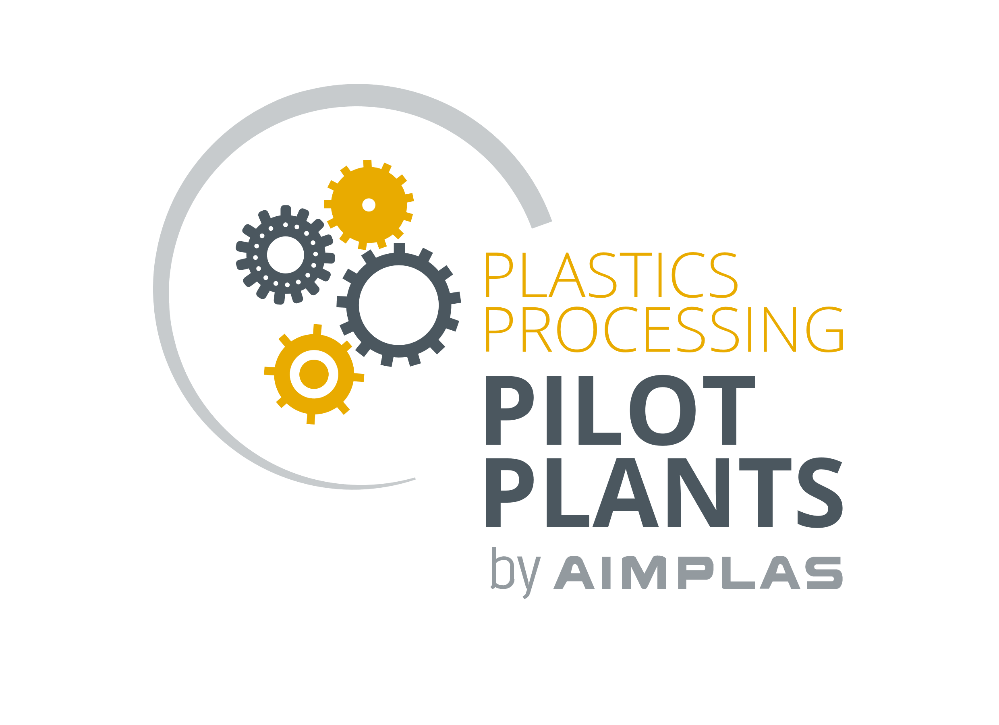 PLASTICS
PROCESSING
PILOT
PLANTS
by AIMPLAS